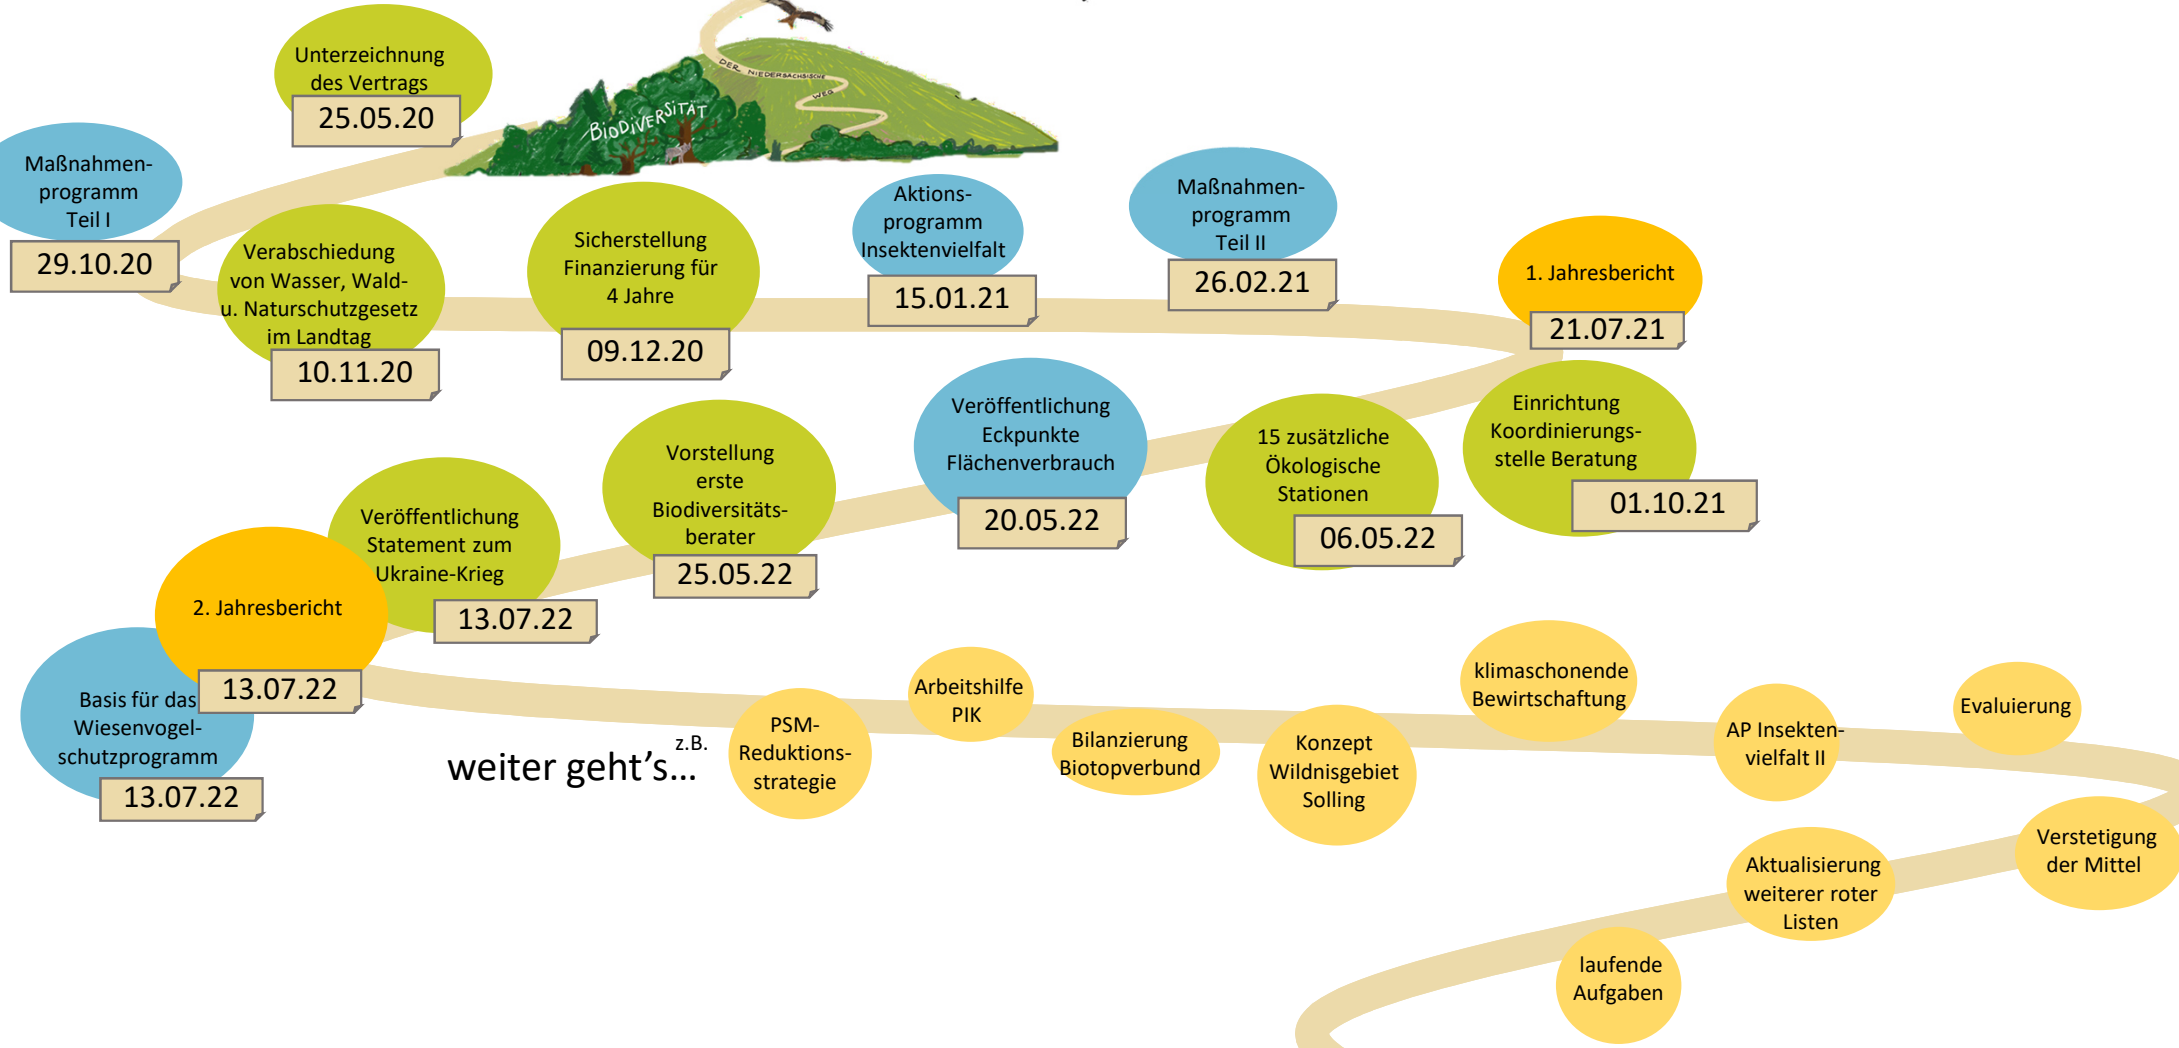 DER NIEDERSÄCHSISCHE
WEG
BIODIVERSITÄT
Unterzeichnung
des Vertrags
25.05.20
Maßnahmen-
programm
Teil I
29.10.20
Verabschiedung
von Wasser, Wald-
u. Naturschutzgesetz
im Landtag
10.11.20
Sicherstellung
Finanzierung für
4 Jahre
09.12.20
Aktions-
programm
Insektenvielfalt
15.01.21
Maßnahmen-
programm
Teil II
26.02.21
1. Jahresbericht
21.07.21
Einrichtung
Koordinierungs-
stelle Beratung
01.10.21
15 zusätzliche
Ökologische
Stationen
06.05.22
Veröffentlichung
Eckpunkte
Flächenverbrauch
20.05.22
Vorstellung
erste
Biodiversitäts-
berater
25.05.22
Veröffentlichung
Statement zum
Ukraine-Krieg
13.07.22
2. Jahresbericht
13.07.22
Basis für das
Wiesenvogel-
schutzprogramm
13.07.22
weiter geht's...
z.B.
PSM-
Reduktions-
strategie
Arbeitshilfe
PIK
Bilanzierung
Biotopverbund
Konzept
Wildnisgebiet
Solling
klimaschonende
Bewirtschaftung
AP Insekten-
vielfalt II
Evaluierung
Verstetigung
der Mittel
Aktualisierung
weiterer roter
Listen
laufende
Aufgaben